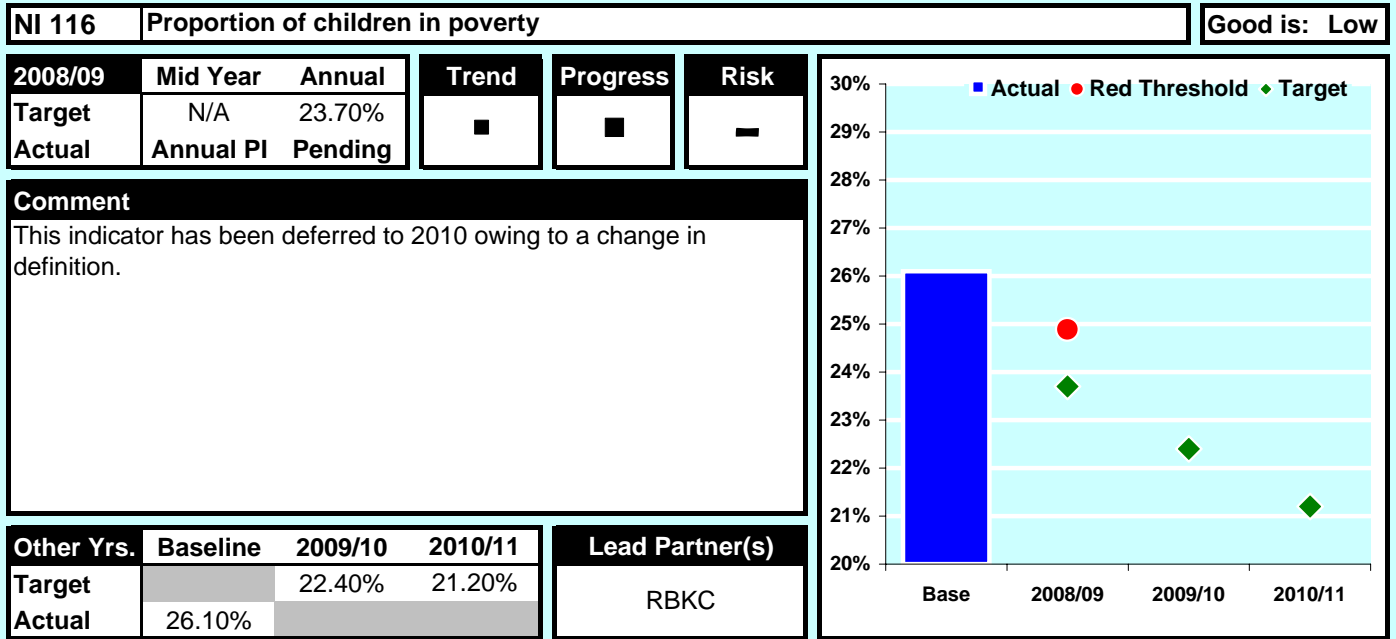 NI 116 Proportion of children in poverty Good is: Low
2008/09 Mid Year Annual
Target N/A 23.70%
Actual Annual PI Pending
Trend Progress Risk
Comment
This indicator has been deferred to 2010 owing to a change in
definition.
Other Yrs. Baseline 2009/10 2010/11
Target 22.40% 21.20%
Actual 26.10%
Lead Partner(s)
RBKC
Actual Red Threshold Target
30%
29%
28%
27%
26%
25%
24%
23%
22%
21%
20%
Base 2008/09 2009/10 2010/11